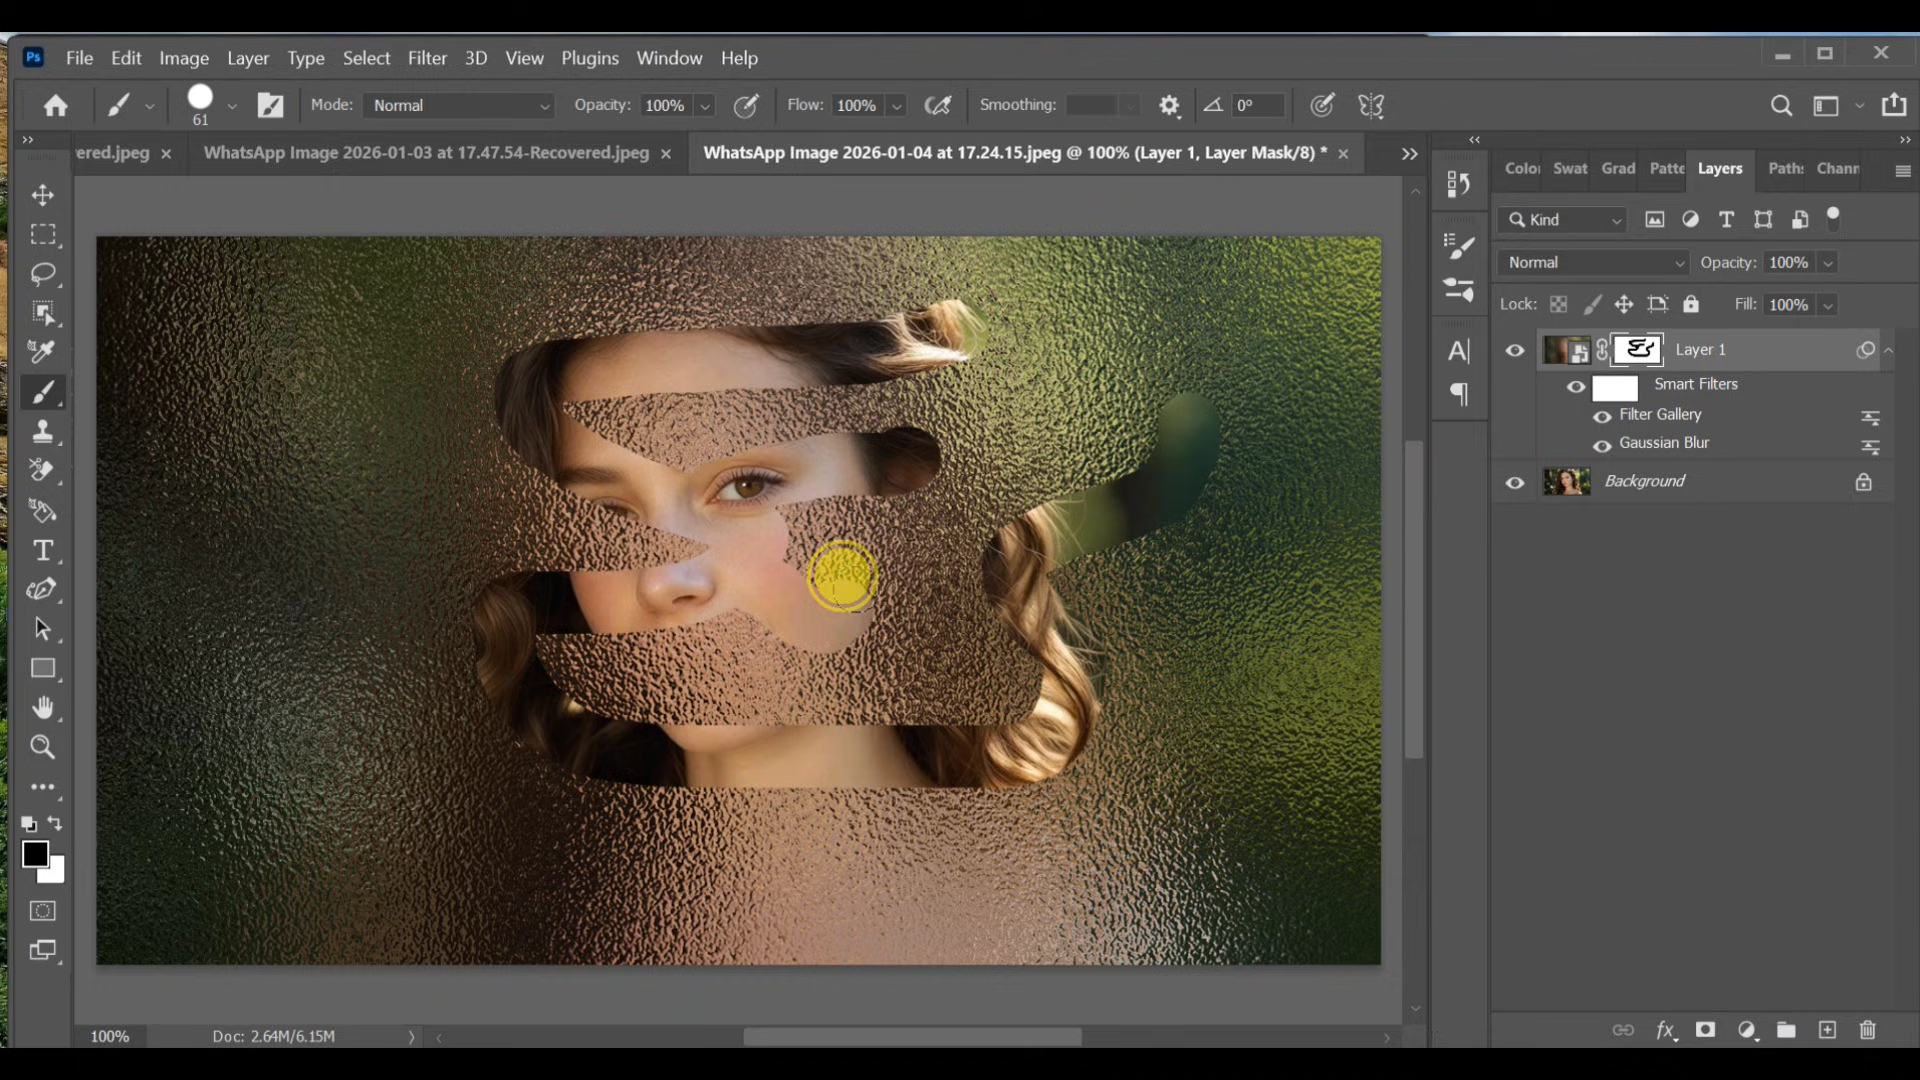 Ps File Edit Image Layer Type Select Filter 3D View Plugins Window Help
61 Mode: Normal Opacity: 100% Flow: 100% Smoothing: 0°
ered.jpeg × WhatsApp Image 2026-01-03 at 17.47.54-Recovered.jpeg × WhatsApp Image 2026-01-04 at 17.24.15.jpeg @ 100% (Layer 1, Layer Mask/8) * ×
Color Swat Grad Patte Layers Paths Chann
Kind
Normal Opacity: 100%
Lock: Fill: 100%
Layer 1
Smart Filters
Filter Gallery
Gaussian Blur
Background
100% Doc: 2.64M/6.15M